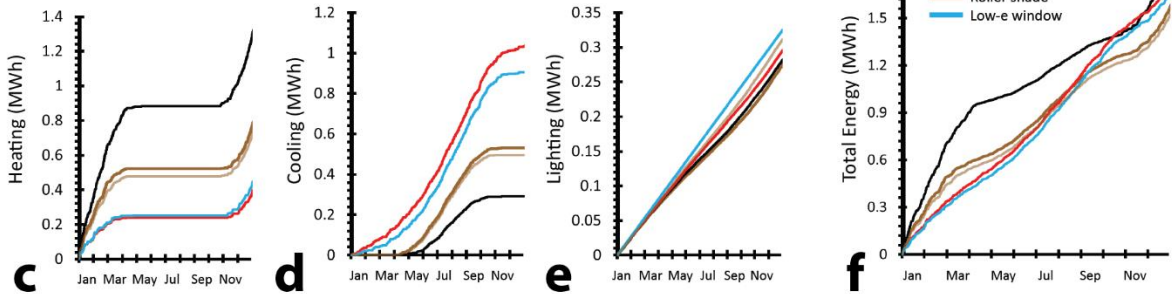 1.4
1.2
1
0.8
0.6
0.4
0.2
0
Heating (MWh)
Jan Mar May Jul Sep Nov
c
1.2
1
0.8
0.6
0.4
0.2
0
Cooling (MWh)
Jan Mar May Jul Sep Nov
d
0.35
0.3
0.25
0.2
0.15
0.1
0.05
0
Lighting (MWh)
Jan Mar May Jul Sep Nov
e
Roller shade
Low-e window
1.5
1.2
0.9
0.6
0.3
0
Total Energy (MWh)
Jan Mar May Jul Sep Nov
f